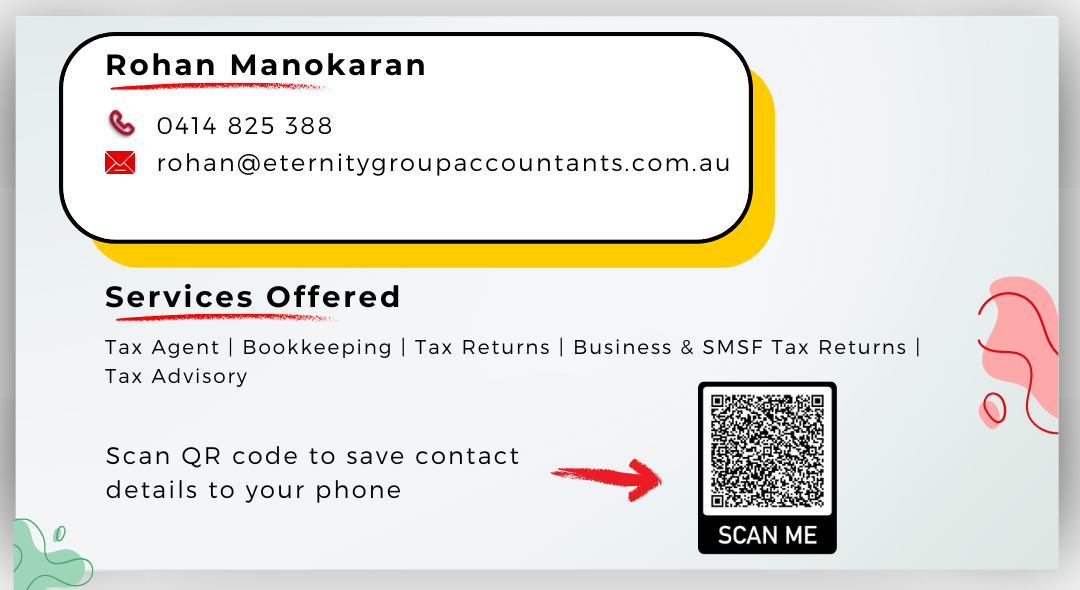 Rohan Manokaran
0414 825 388
rohan@eternitygroupaccountants.com.au
Services Offered
Tax Agent | Bookkeeping | Tax Returns | Business & SMSF Tax Returns |
Tax Advisory
Scan QR code to save contact
details to your phone
SCAN ME